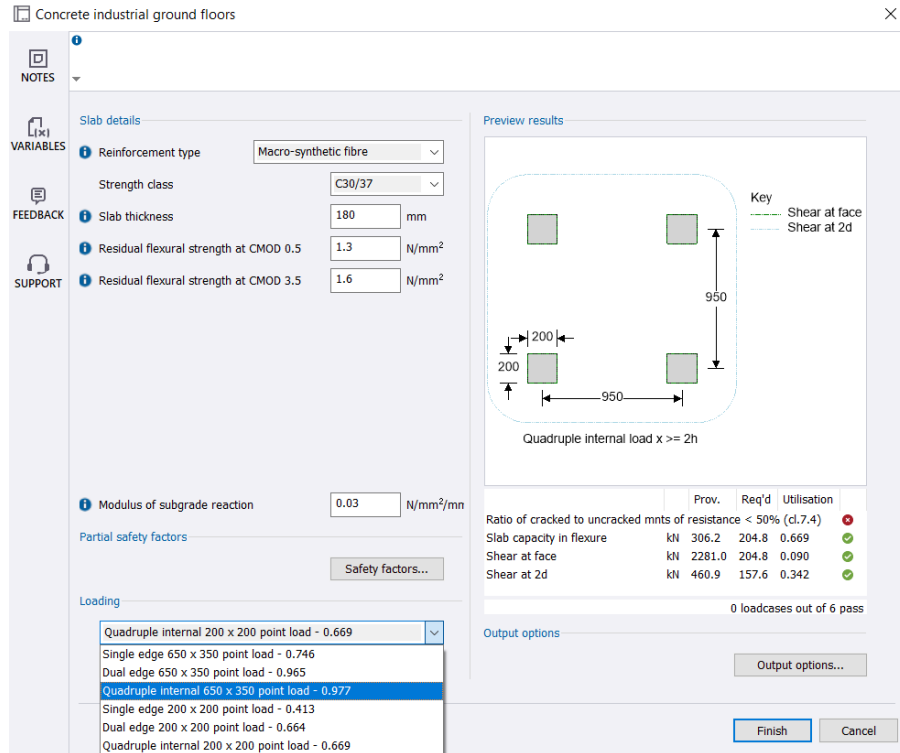 Concrete industrial ground floors
NOTES
VARIABLES
FEEDBACK
SUPPORT
Slab details
Reinforcement type Macro-synthetic fibre
Strength class C30/37
Slab thickness 180 mm
Residual flexural strength at CMOD 0.5 1.3 N/mm²
Residual flexural strength at CMOD 3.5 1.6 N/mm²
Modulus of subgrade reaction 0.03 N/mm²/mm
Partial safety factors
Safety factors...
Loading
Quadruple internal 200 x 200 point load - 0.669
Single edge 650 x 350 point load - 0.746
Dual edge 650 x 350 point load - 0.965
Quadruple internal 650 x 350 point load - 0.977
Single edge 200 x 200 point load - 0.413
Dual edge 200 x 200 point load - 0.664
Quadruple internal 200 x 200 point load - 0.669
Preview results
Key
Shear at face
Shear at 2d
950
200
200
950
Quadruple internal load x >= 2h
Prov. Req'd Utilisation
Ratio of cracked to uncracked mnts of resistance < 50% (cl.7.4)
Slab capacity in flexure kN 306.2 204.8 0.669
Shear at face kN 2281.0 204.8 0.090
Shear at 2d kN 460.9 157.6 0.342
0 loadcases out of 6 pass
Output options
Output options...
Finish Cancel